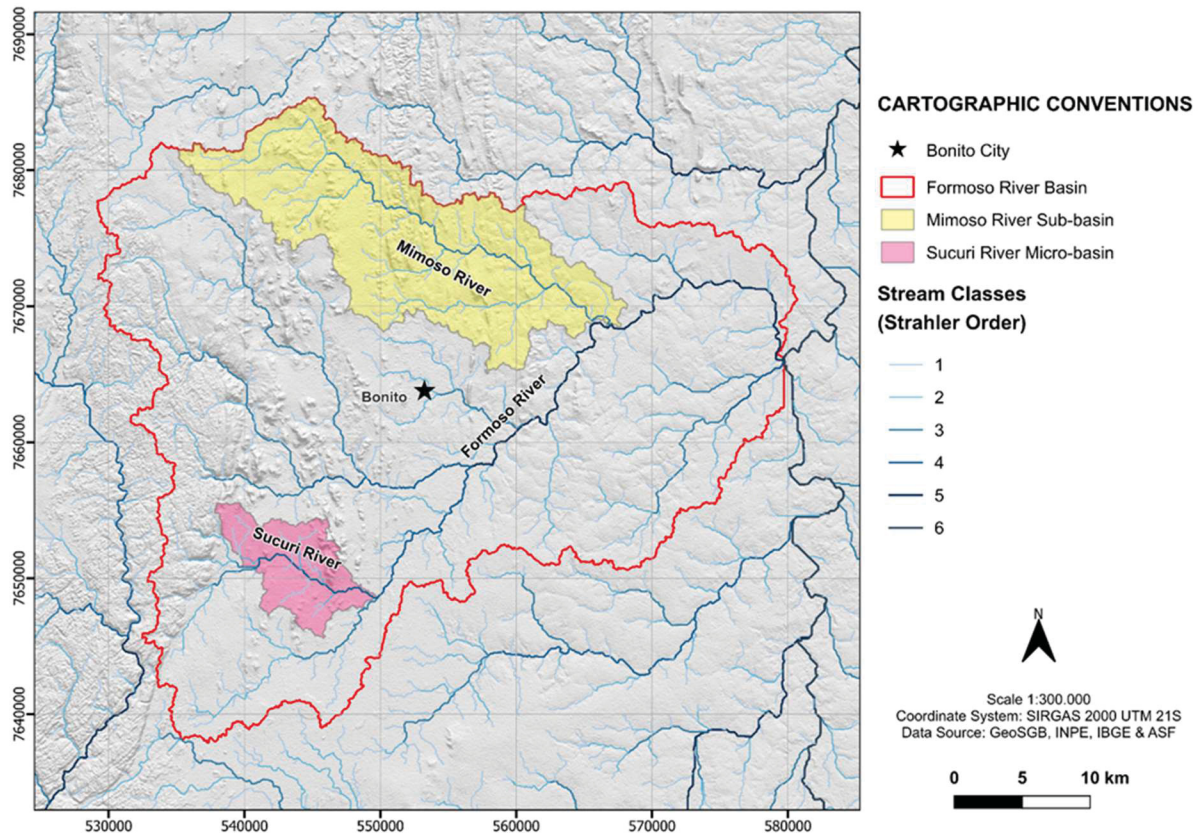 7690000
7680000
7670000
7660000
7650000
7640000
530000
540000
550000
560000
570000
580000
Mimoso River
Bonito
Formoso River
Sucuri River
CARTOGRAPHIC CONVENTIONS
Bonito City
Formoso River Basin
Mimoso River Sub-basin
Sucuri River Micro-basin
Stream Classes
(Strahler Order)
1
2
3
4
5
6
N
Scale 1:300.000
Coordinate System: SIRGAS 2000 UTM 21S
Data Source: GeoSGB, INPE, IBGE & ASF
0 5 10 km